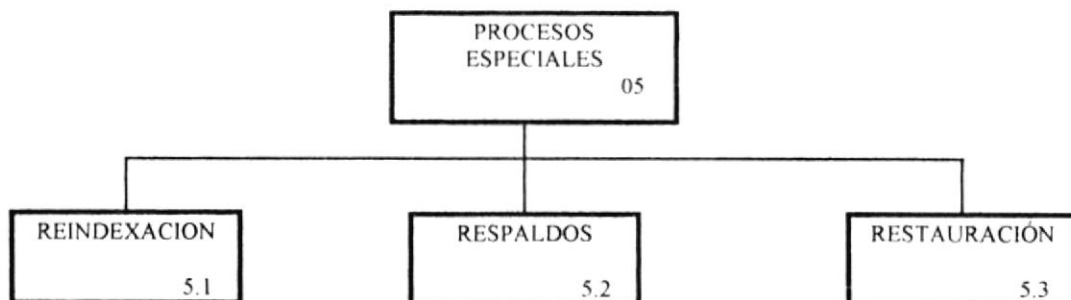 PROCESOS
ESPECIALES
05
REINDEXACION
5.1
RESPALDOS
5.2
RESTAURACIÓN
5.3